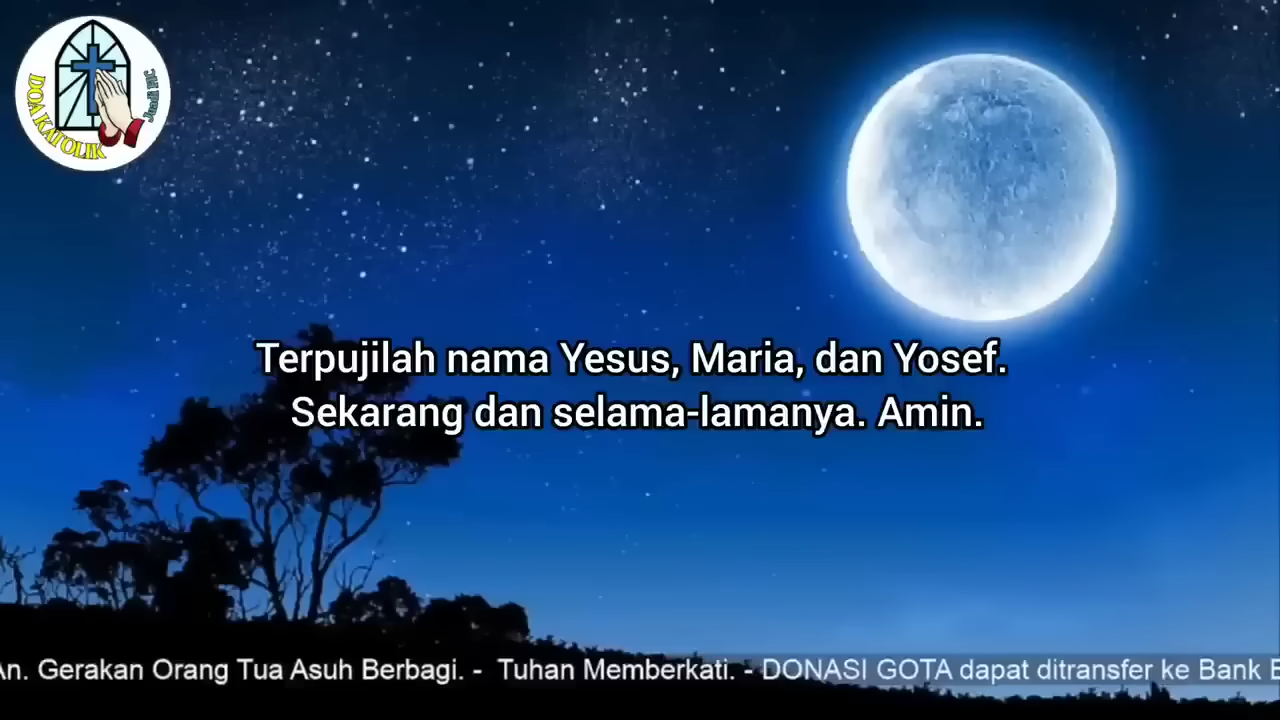 DOA KATOLIK
Terpujilah nama Yesus, Maria, dan Yosef.
Sekarang dan selama-lamanya. Amin.
An. Gerakan Orang Tua Asuh Berbagi. - Tuhan Memberkati. - DONASI GOTA dapat ditransfer ke Bank